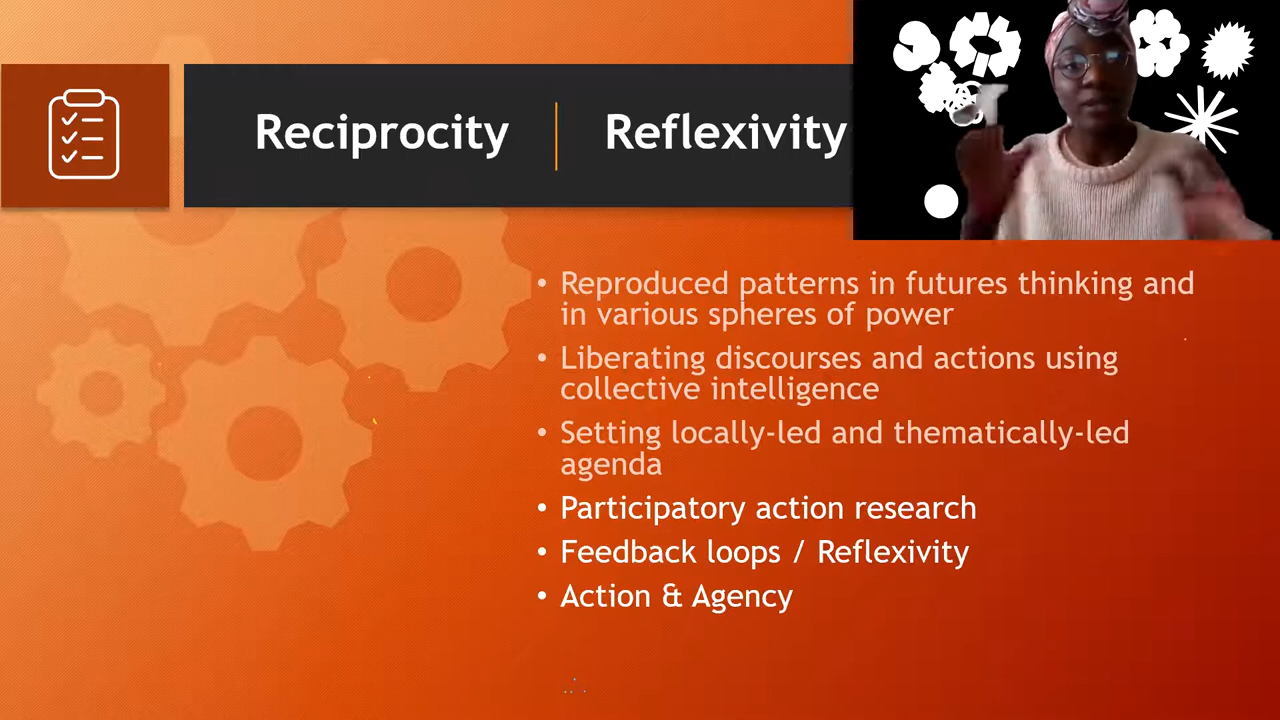 Reciprocity
Reflexivity
• Reproduced patterns in futures thinking and
in various spheres of power
• Liberating discourses and actions using
collective intelligence
• Setting locally-led and thematically-led
agenda
• Participatory action research
• Feedback loops / Reflexivity
• Action & Agency